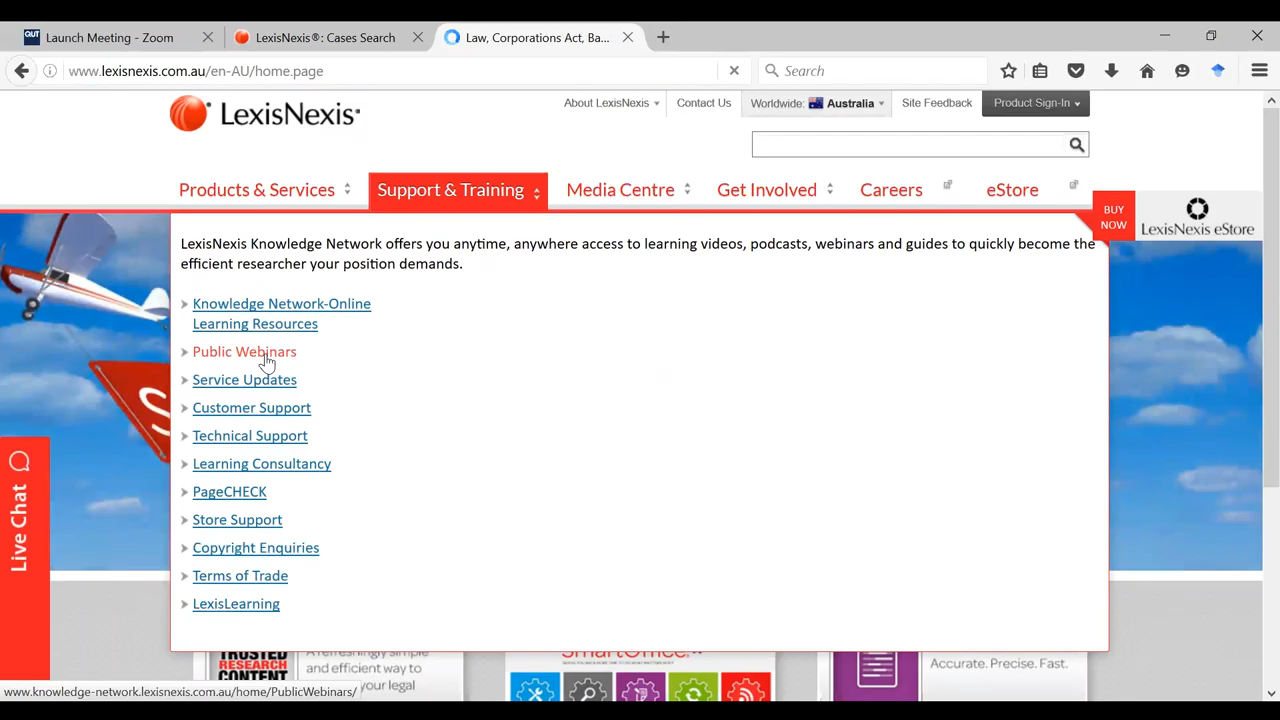 QUT Launch Meeting - Zoom
LexisNexis®: Cases Search
Law, Corporations Act, Ba...
www.lexisnexis.com.au/en-AU/home.page
Search
LexisNexis®
About LexisNexis
Contact Us
Worldwide: Australia
Site Feedback
Product Sign-In
Products & Services
Support & Training
Media Centre
Get Involved
Careers
eStore
BUY
NOW
LexisNexis eStore
LexisNexis Knowledge Network offers you anytime, anywhere access to learning videos, podcasts, webinars and guides to quickly become the
efficient researcher your position demands.
Knowledge Network-Online
Learning Resources
Public Webinars
Service Updates
Customer Support
Technical Support
Learning Consultancy
PageCHECK
Store Support
Copyright Enquiries
Terms of Trade
LexisLearning
Live Chat
TRUSTED
RESEARCH
CONTENT
A refreshingly simple
and efficient way to
your legal
SmartOffice
Accurate. Precise. Fast.
www.knowledge-network.lexisnexis.com.au/home/PublicWebinars/